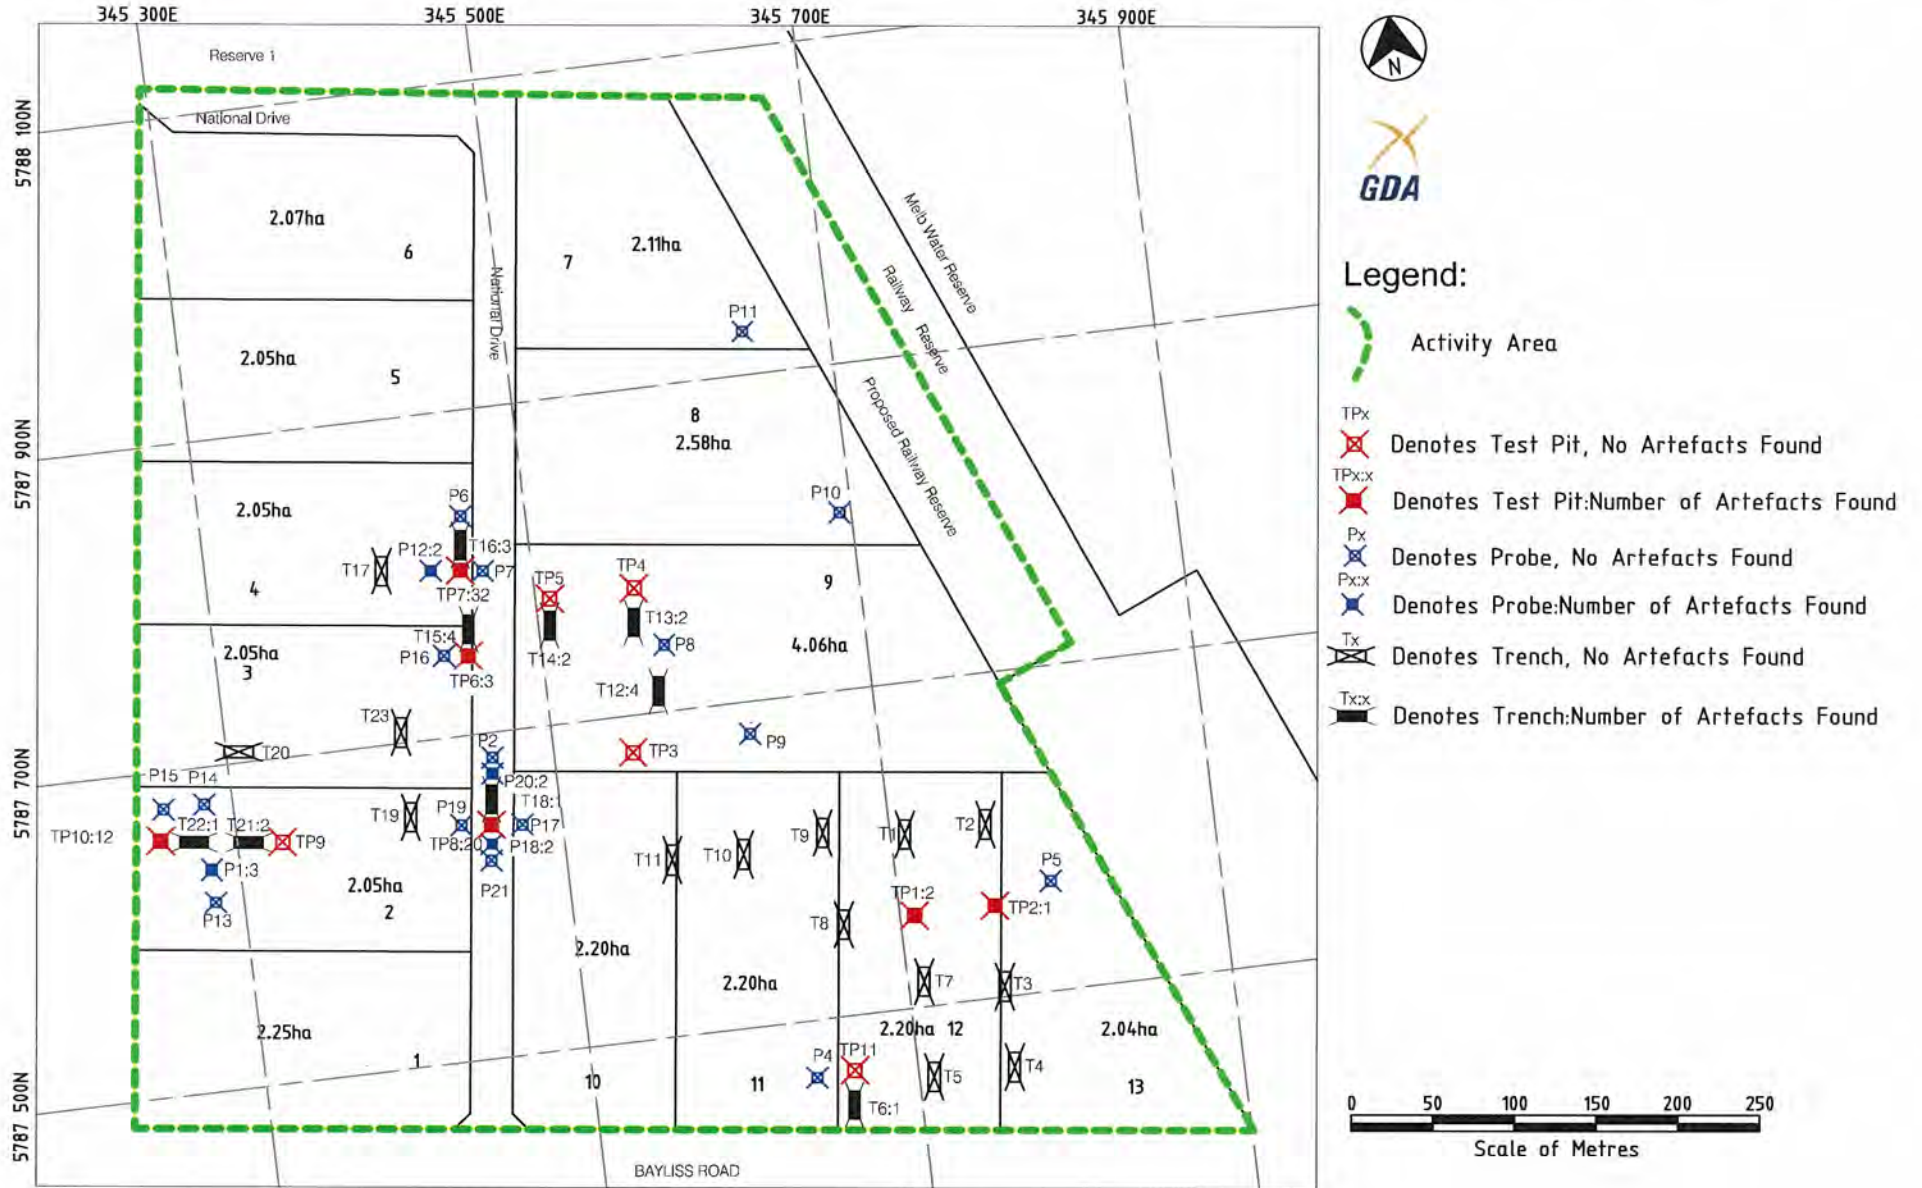 345 300E
345 500E
345 700E
345 900E
Reserve 1
National Drive
5788 100N
2.07ha
6
7
2.11ha
National Drive
Melb Water Reserve
Railway Reserve
P11
2.05ha
5
Proposed Railway Reserve
8
2.58ha
5787 900N
2.05ha
P6
P10
P12:2
T16:3
T17
P7
4
TP7:32
TP5
TP4
9
T13:2
T15:4
2.05ha
3
P16
TP6:3
T14:2
P8
4.06ha
T12:4
T23
T20
P2
TP3
P9
5787 700N
P15
P14
P20:2
T18:1
T19
P19
P17
TP10:12
T22:1
T21:2
TP9
TP8:20
P18:2
T11
T10
T9
T1
T2
P1:3
P5
P21
2.05ha
2
P13
TP1:2
TP2:1
T8
2.20ha
2.20ha
T7
T3
2.25ha
1
2.20ha 12
2.04ha
P4
TP11
T5
T4
10
11
13
T6:1
5787 500N
BAYLISS ROAD
N
GDA
Legend:
Activity Area
TPx
Denotes Test Pit, No Artefacts Found
TPx:x
Denotes Test Pit:Number of Artefacts Found
Px
Denotes Probe, No Artefacts Found
Px:x
Denotes Probe:Number of Artefacts Found
Tx
Denotes Trench, No Artefacts Found
Tx:x
Denotes Trench:Number of Artefacts Found
0 50 100 150 200 250
Scale of Metres